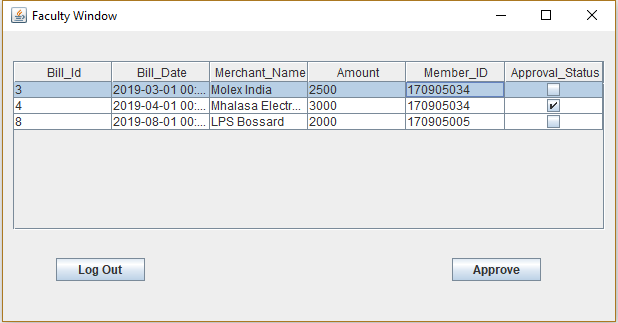 Faculty Window
Bill_Id Bill_Date Merchant_Name Amount Member_ID Approval_Status
3 2019-03-01 00:... Molex India 2500 170905034
4 2019-04-01 00:... Mhalasa Electr... 3000 170905034
8 2019-08-01 00:... LPS Bossard 2000 170905005
Log Out Approve